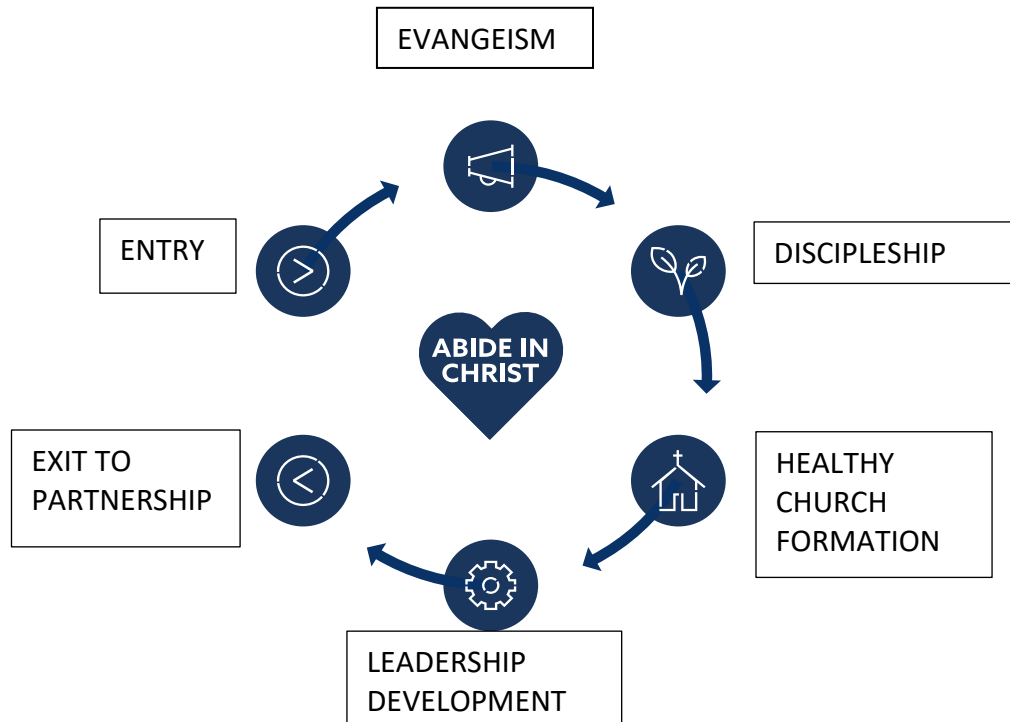 EVANGEISM
ENTRY
DISCIPLESHIP
ABIDE IN
CHRIST
EXIT TO
PARTNERSHIP
HEALTHY
CHURCH
FORMATION
LEADERSHIP
DEVELOPMENT